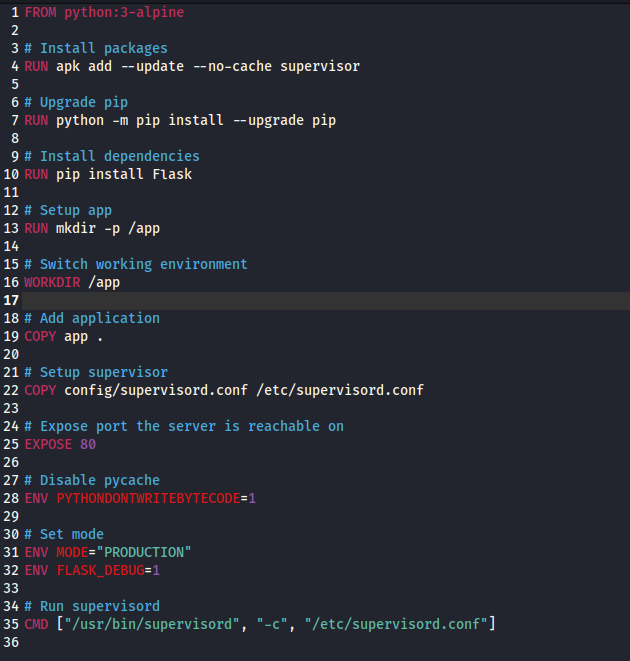 1 FROM python:3-alpine
2
3 # Install packages
4 RUN apk add --update --no-cache supervisor
5
6 # Upgrade pip
7 RUN python -m pip install --upgrade pip
8
9 # Install dependencies
10 RUN pip install Flask
11
12 # Setup app
13 RUN mkdir -p /app
14
15 # Switch working environment
16 WORKDIR /app
17
18 # Add application
19 COPY app .
20
21 # Setup supervisor
22 COPY config/supervisord.conf /etc/supervisord.conf
23
24 # Expose port the server is reachable on
25 EXPOSE 80
26
27 # Disable pycache
28 ENV PYTHONDONTWRITEBYTECODE=1
29
30 # Set mode
31 ENV MODE="PRODUCTION"
32 ENV FLASK_DEBUG=1
33
34 # Run supervisord
35 CMD ["/usr/bin/supervisord", "-c", "/etc/supervisord.conf"]
36